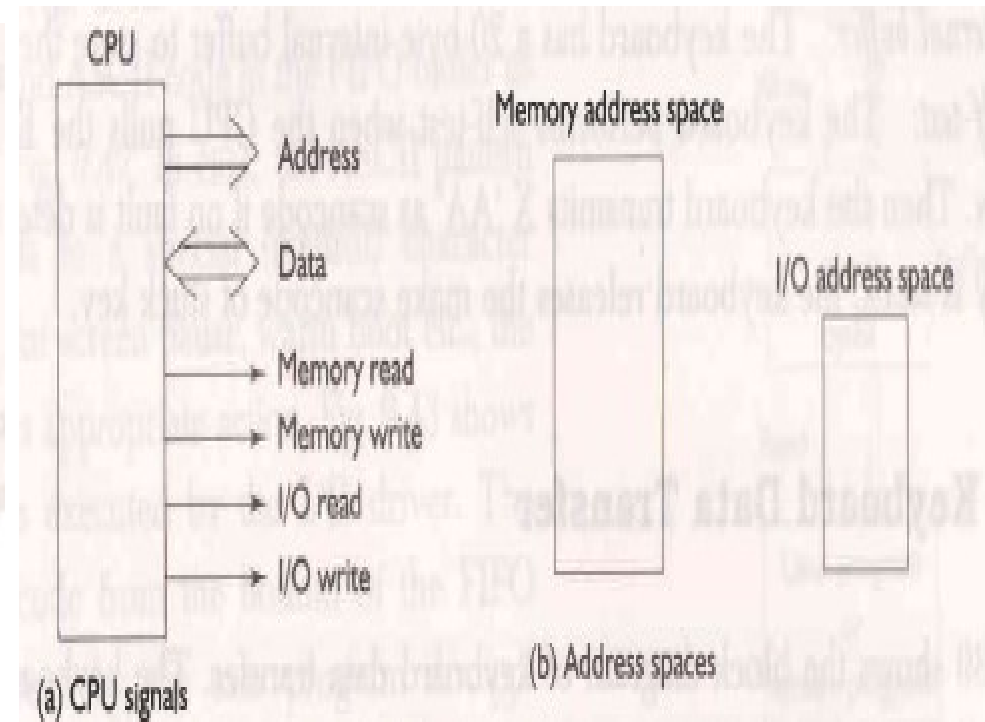 CPU
Address
Data
Memory read
Memory write
I/O read
I/O write
(a) CPU signals
Memory address space
I/O address space
(b) Address spaces